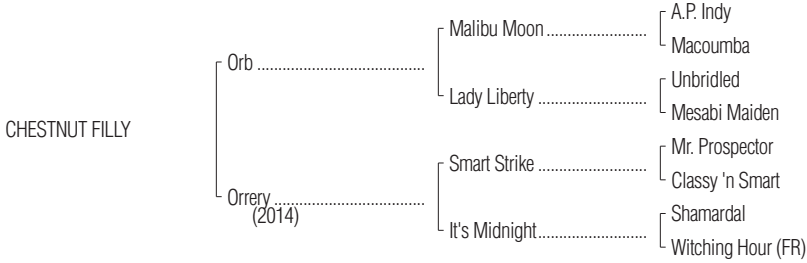 A.P. Indy
Malibu Moon
Macoumba
Orb
Unbridled
Lady Liberty
Mesabi Maiden
CHESTNUT FILLY
Mr. Prospector
Smart Strike
Classy 'n Smart
Orrery
(2014)
Shamardal
It's Midnight
Witching Hour (FR)